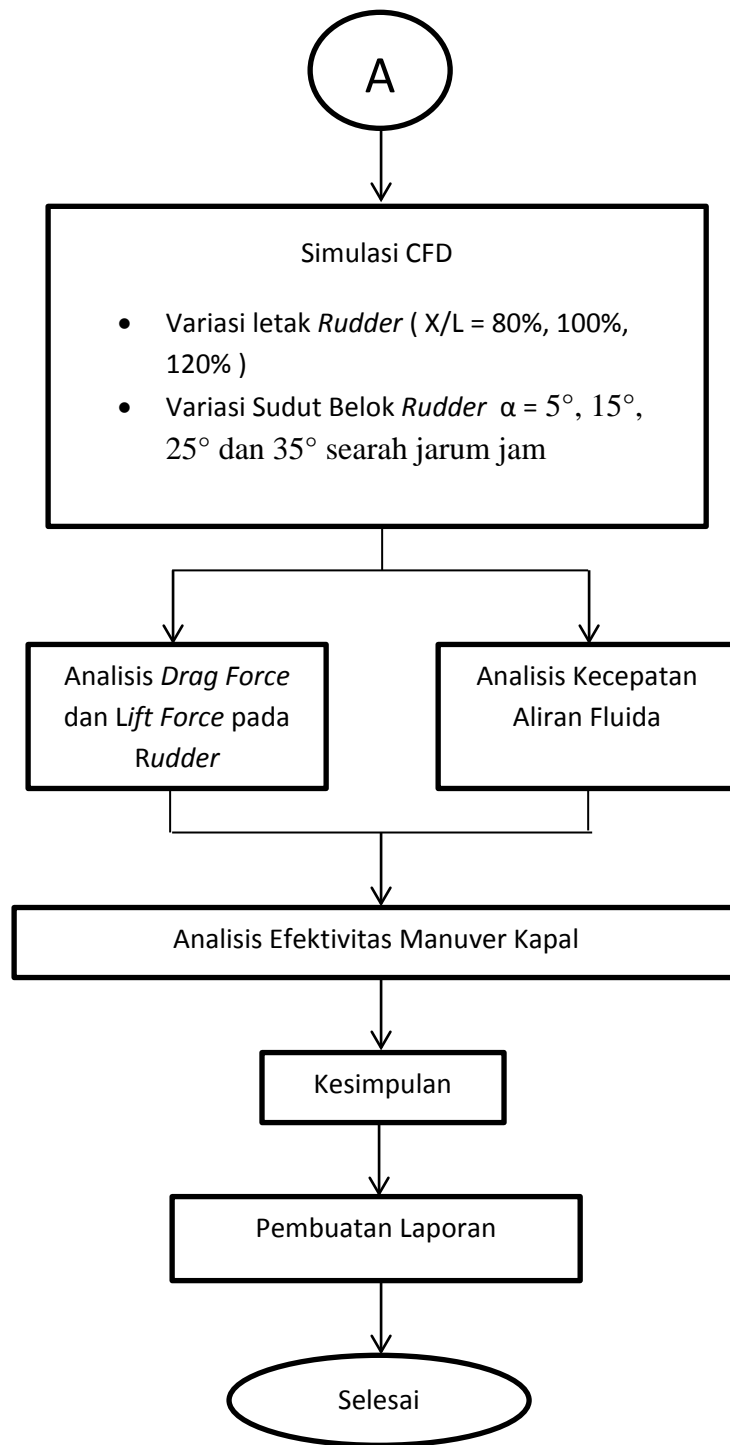 A
Simulasi CFD
• Variasi letak Rudder ( X/L = 80%, 100%,
120% )
• Variasi Sudut Belok Rudder α = 5°, 15°,
25° dan 35° searah jarum jam
Analisis Drag Force
dan Lift Force pada
Rudder
Analisis Kecepatan
Aliran Fluida
Analisis Efektivitas Manuver Kapal
Kesimpulan
Pembuatan Laporan
Selesai